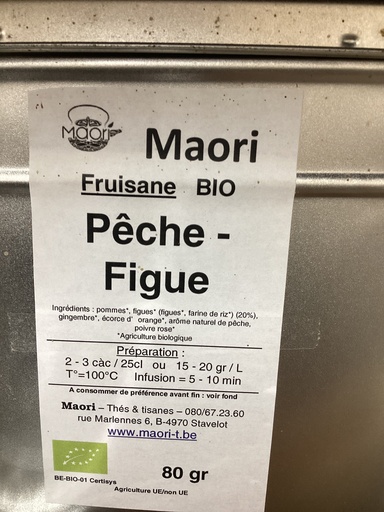 Maori
Maori
Fruisane BIO
Pêche -
Figue
Ingrédients : pommes*, figues* (figues*, farine de riz*) (20%),
gingembre*, écorce d' orange*, arôme naturel de pêche,
poivre rose*
*Agriculture biologique
Préparation :
2 - 3 càc / 25cl ou 15 - 20 gr / L
T°=100°C Infusion = 5 - 10 min
A consommer de préférence avant fin : voir fond
Maori – Thés & tisanes – 080/67.23.60
rue Marlennes 6, B-4970 Stavelot
www.maori-t.be
80 gr
BE-BIO-01 Certisys
Agriculture UE/non UE